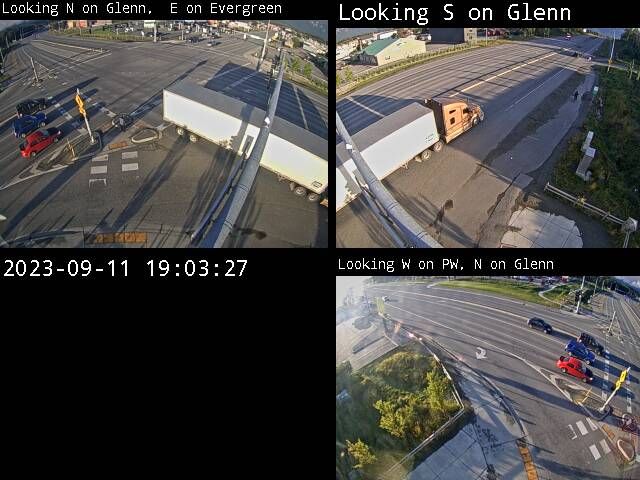 Looking N on Glenn, E on Evergreen
Looking S on Glenn
2023-09-11 19:03:27
Looking W on PW, N on Glenn